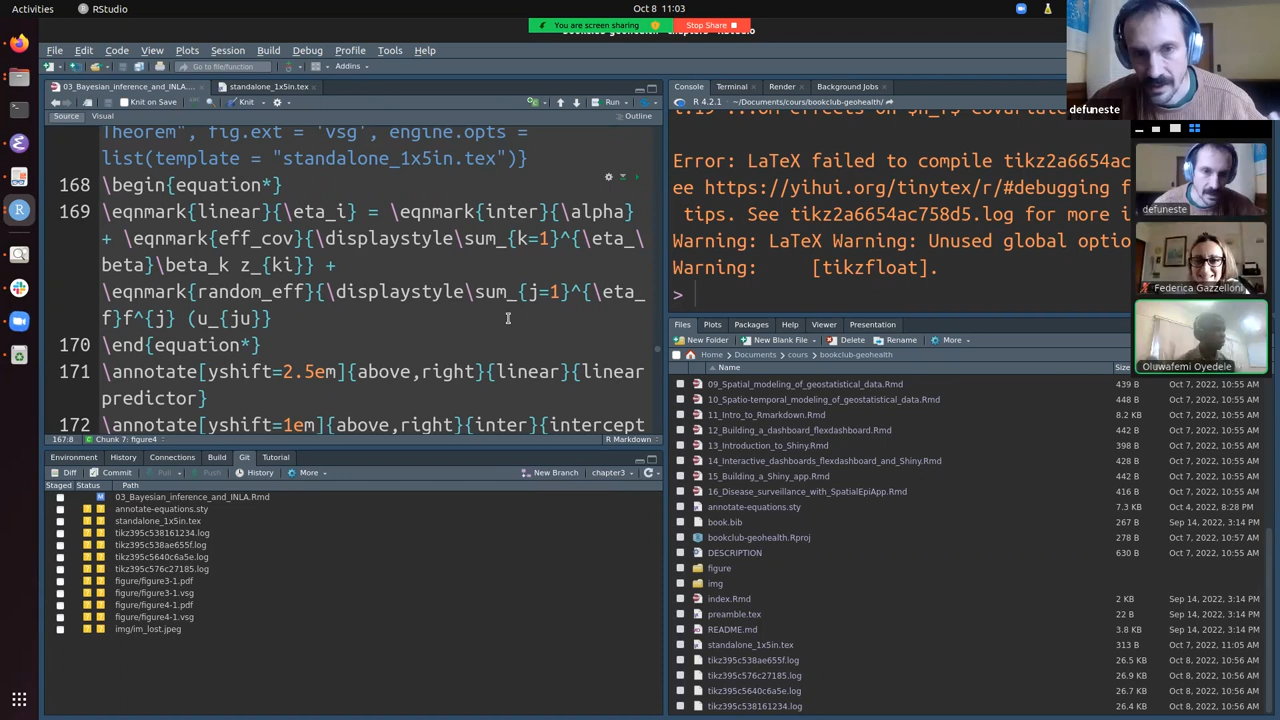 Activities
RStudio
Oct 8 11:03
You are screen sharing
Stop Share
File Edit Code View Plots Session Build Debug Profile Tools Help
Go to file/function
Addins
03_Bayesian_inference_and_INLA....
standalone_1x5in.tex
Knit on Save
Knit
Run
Source Visual
Outline
Theorem", fig.ext = 'vsg', engine.opts =
list(template = "standalone_1x5in.tex")}
168 \begin{equation*}
169 \eqnmark{linear}{\eta_i} = \eqnmark{inter}{\alpha}
+ \eqnmark{eff_cov}{\displaystyle\sum_{k=1}^{\eta_\
beta}\beta_k z_{ki}} +
\eqnmark{random_eff}{\displaystyle\sum_{j=1}^{\eta_
f}f^{j} (u_{ju}}
170 \end{equation*}
171 \annotate[yshift=2.5em]{above,right}{linear}{linear
predictor}
172 \annotate[yshift=1em]{above,right}{inter}{intercept
167:8
Chunk 7: figure4
R Markdown
Environment History Connections Build Git Tutorial
Diff Commit Pull Push History More
New Branch
chapter3
Staged Status Path
M 03_Bayesian_inference_and_INLA.Rmd
? ? annotate-equations.sty
? ? standalone_1x5in.tex
? ? tikz395c538161234.log
? ? tikz395c538ae655f.log
? ? tikz395c5640c6a5e.log
? ? tikz395c576c27185.log
? ? figure/figure3-1.pdf
? ? figure/figure3-1.vsg
? ? figure/figure4-1.pdf
? ? figure/figure4-1.vsg
? ? img/im_lost.jpeg
Console Terminal Render Background Jobs
R 4.2.1 · ~/Documents/cours/bookclub-geohealth/
Error: LaTeX failed to compile tikz2a6654ac
ee https://yihui.org/tinytex/r/#debugging f
tips. See tikz2a6654ac758d5.log for more i
Warning: LaTeX Warning: Unused global optio
Warning: [tikzfloat].
>
Files Plots Packages Help Viewer Presentation
New Folder New Blank File Delete Rename More
Home Documents cours bookclub-geohealth
Name
09_Spatial_modeling_of_geostatistical_data.Rmd 439 B Oct 7, 2022, 10:55 AM
10_Spatio-temporal_modeling_of_geostatistical_data.Rmd 448 B Oct 7, 2022, 10:55 AM
11_Intro_to_Rmarkdown.Rmd 8.2 KB Oct 7, 2022, 10:55 AM
12_Building_a_dashboard_flexdashboard.Rmd 442 B Oct 7, 2022, 10:55 AM
13_Introduction_to_Shiny.Rmd 398 B Oct 7, 2022, 10:55 AM
14_Interactive_dashboards_flexdashboard_and_Shiny.Rmd 428 B Oct 7, 2022, 10:55 AM
15_Building_a_Shiny_app.Rmd 442 B Oct 7, 2022, 10:55 AM
16_Disease_surveillance_with_SpatialEpiApp.Rmd 416 B Oct 7, 2022, 10:55 AM
annotate-equations.sty 7.3 KB Oct 4, 2022, 8:28 PM
book.bib 267 B Sep 14, 2022, 3:14 PM
bookclub-geohealth.Rproj 278 B Oct 7, 2022, 10:57 AM
DESCRIPTION 630 B Oct 7, 2022, 10:55 AM
figure
img
index.Rmd 2 KB Sep 14, 2022, 3:14 PM
preamble.tex 22 B Sep 14, 2022, 3:14 PM
README.md 3.8 KB Sep 14, 2022, 3:14 PM
standalone_1x5in.tex 313 B Oct 7, 2022, 11:05 AM
tikz395c538ae655f.log 26.5 KB Oct 8, 2022, 10:56 AM
tikz395c576c27185.log 26.9 KB Oct 8, 2022, 10:56 AM
tikz395c5640c6a5e.log 26.7 KB Oct 8, 2022, 10:56 AM
tikz395c538161234.log 26.4 KB Oct 8, 2022, 10:56 AM
defuneste
defuneste
Federica Gazzelloni
Oluwafemi Oyedele